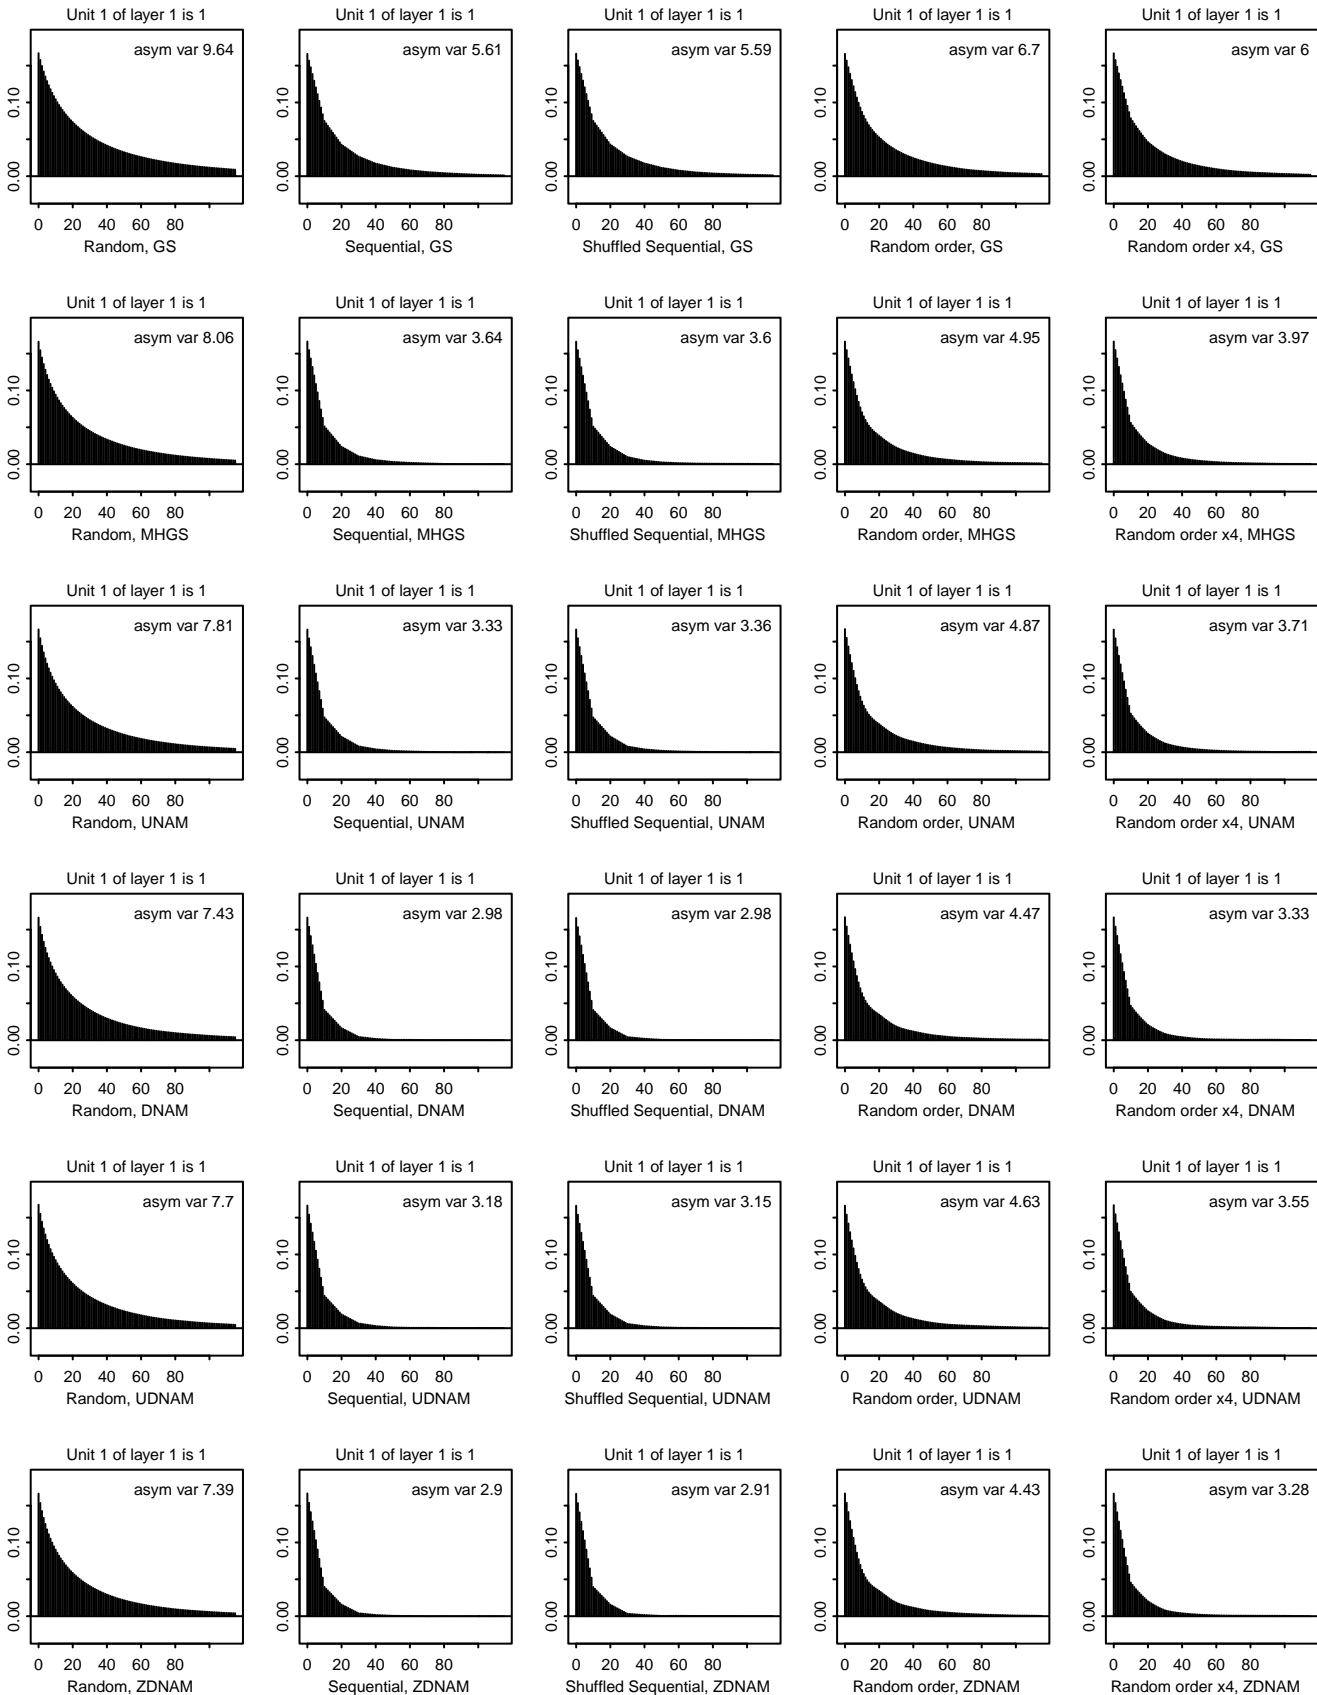 Unit 1 of layer 1 is 1 Unit 1 of layer 1 is 1 Unit 1 of layer 1 is 1 Unit 1 of layer 1 is 1 Unit 1 of layer 1 is 1
asym var 9.64 asym var 5.61 asym var 5.59 asym var 6.7 asym var 6
0.10 0.10 0.10 0.10 0.10
0.00 0.00 0.00 0.00 0.00
0 20 40 60 80 0 20 40 60 80 0 20 40 60 80 0 20 40 60 80 0 20 40 60 80
Random, GS Sequential, GS Shuffled Sequential, GS Random order, GS Random order x4, GS
Unit 1 of layer 1 is 1 Unit 1 of layer 1 is 1 Unit 1 of layer 1 is 1 Unit 1 of layer 1 is 1 Unit 1 of layer 1 is 1
asym var 8.06 asym var 3.64 asym var 3.6 asym var 4.95 asym var 3.97
0.10 0.10 0.10 0.10 0.10
0.00 0.00 0.00 0.00 0.00
0 20 40 60 80 0 20 40 60 80 0 20 40 60 80 0 20 40 60 80 0 20 40 60 80
Random, MHGS Sequential, MHGS Shuffled Sequential, MHGS Random order, MHGS Random order x4, MHGS
Unit 1 of layer 1 is 1 Unit 1 of layer 1 is 1 Unit 1 of layer 1 is 1 Unit 1 of layer 1 is 1 Unit 1 of layer 1 is 1
asym var 7.81 asym var 3.33 asym var 3.36 asym var 4.87 asym var 3.71
0.10 0.10 0.10 0.10 0.10
0.00 0.00 0.00 0.00 0.00
0 20 40 60 80 0 20 40 60 80 0 20 40 60 80 0 20 40 60 80 0 20 40 60 80
Random, UNAM Sequential, UNAM Shuffled Sequential, UNAM Random order, UNAM Random order x4, UNAM
Unit 1 of layer 1 is 1 Unit 1 of layer 1 is 1 Unit 1 of layer 1 is 1 Unit 1 of layer 1 is 1 Unit 1 of layer 1 is 1
asym var 7.43 asym var 2.98 asym var 2.98 asym var 4.47 asym var 3.33
0.10 0.10 0.10 0.10 0.10
0.00 0.00 0.00 0.00 0.00
0 20 40 60 80 0 20 40 60 80 0 20 40 60 80 0 20 40 60 80 0 20 40 60 80
Random, DNAM Sequential, DNAM Shuffled Sequential, DNAM Random order, DNAM Random order x4, DNAM
Unit 1 of layer 1 is 1 Unit 1 of layer 1 is 1 Unit 1 of layer 1 is 1 Unit 1 of layer 1 is 1 Unit 1 of layer 1 is 1
asym var 7.7 asym var 3.18 asym var 3.15 asym var 4.63 asym var 3.55
0.10 0.10 0.10 0.10 0.10
0.00 0.00 0.00 0.00 0.00
0 20 40 60 80 0 20 40 60 80 0 20 40 60 80 0 20 40 60 80 0 20 40 60 80
Random, UDNAM Sequential, UDNAM Shuffled Sequential, UDNAM Random order, UDNAM Random order x4, UDNAM
Unit 1 of layer 1 is 1 Unit 1 of layer 1 is 1 Unit 1 of layer 1 is 1 Unit 1 of layer 1 is 1 Unit 1 of layer 1 is 1
asym var 7.39 asym var 2.9 asym var 2.91 asym var 4.43 asym var 3.28
0.10 0.10 0.10 0.10 0.10
0.00 0.00 0.00 0.00 0.00
0 20 40 60 80 0 20 40 60 80 0 20 40 60 80 0 20 40 60 80 0 20 40 60 80
Random, ZDNAM Sequential, ZDNAM Shuffled Sequential, ZDNAM Random order, ZDNAM Random order x4, ZDNAM